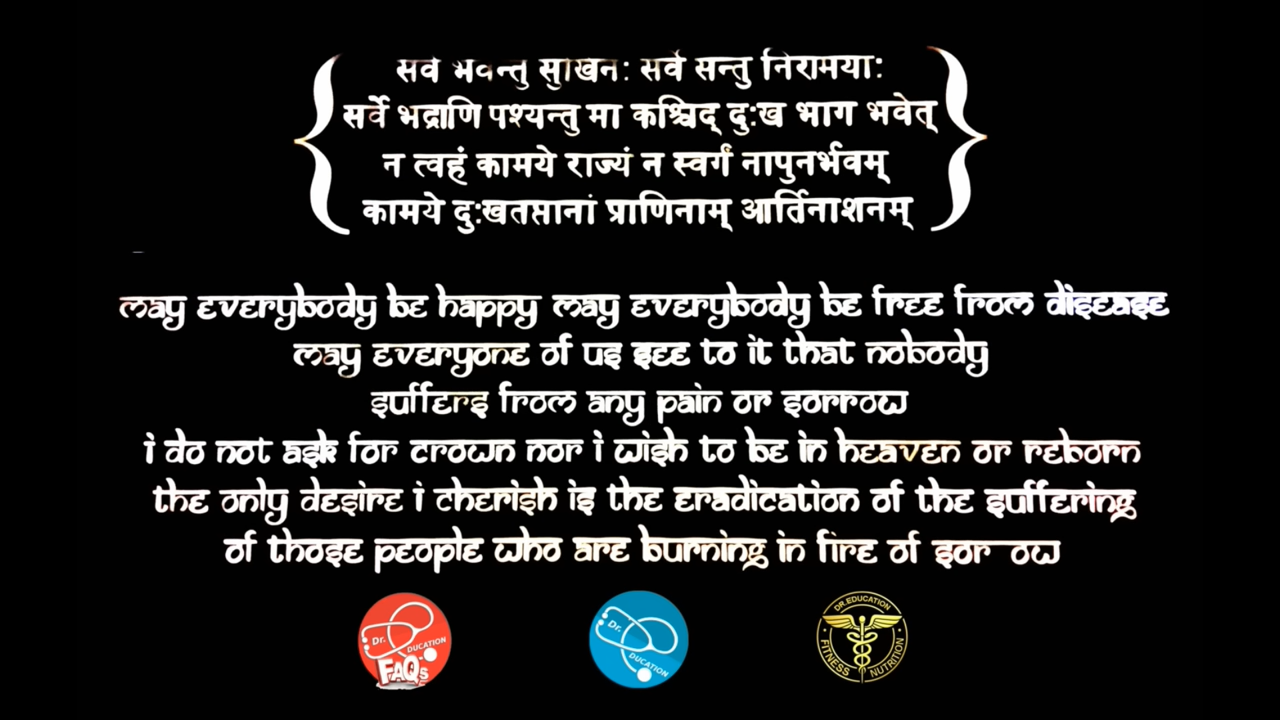 सर्वे भवन्तु सुखिन: सर्वे सन्तु निरामया:
सर्वे भद्राणि पश्यन्तु मा कश्चिद् दु:ख भाग भवेत्
न त्वहं कामये राज्यं न स्वर्गं नापुनर्भवम्
कामये दु:खतप्तानां प्राणिनाम् आर्तिनाशनम्
may everybody be happy may everybody be free from disease
may everyone of us see to it that nobody
suffers from any pain or sorrow
i do not ask for crown nor i wish to be in heaven or reborn
the only desire i cherish is the eradication of the suffering
of those people who are burning in fire of sor ow
Dr. DUCATION
FAQs
Dr. DUCATION
DR. EDUCATION
FITNESS NUTRITION